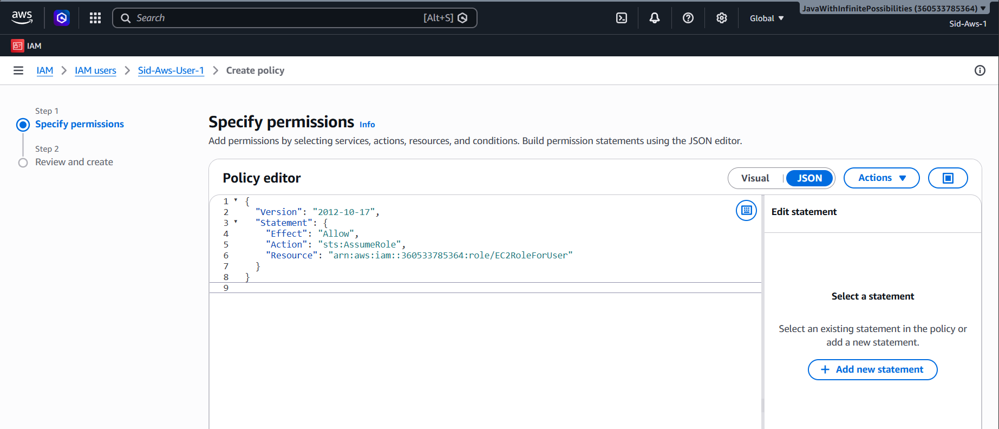 aws
Search
[Alt+S]
Global
JavaWithInfinitePossibilities (360533785364)
Sid-Aws-1
IAM
IAM
IAM users
Sid-Aws-User-1
Create policy
Step 1
Specify permissions
Step 2
Review and create
Specify permissions Info
Add permissions by selecting services, actions, resources, and conditions. Build permission statements using the JSON editor.
Policy editor
Visual
JSON
Actions
1 {
2 "Version": "2012-10-17",
3 "Statement": {
4 "Effect": "Allow",
5 "Action": "sts:AssumeRole",
6 "Resource": "arn:aws:iam::360533785364:role/EC2RoleForUser"
7 }
8 }
9
Edit statement
Select a statement
Select an existing statement in the policy or
add a new statement.
+ Add new statement